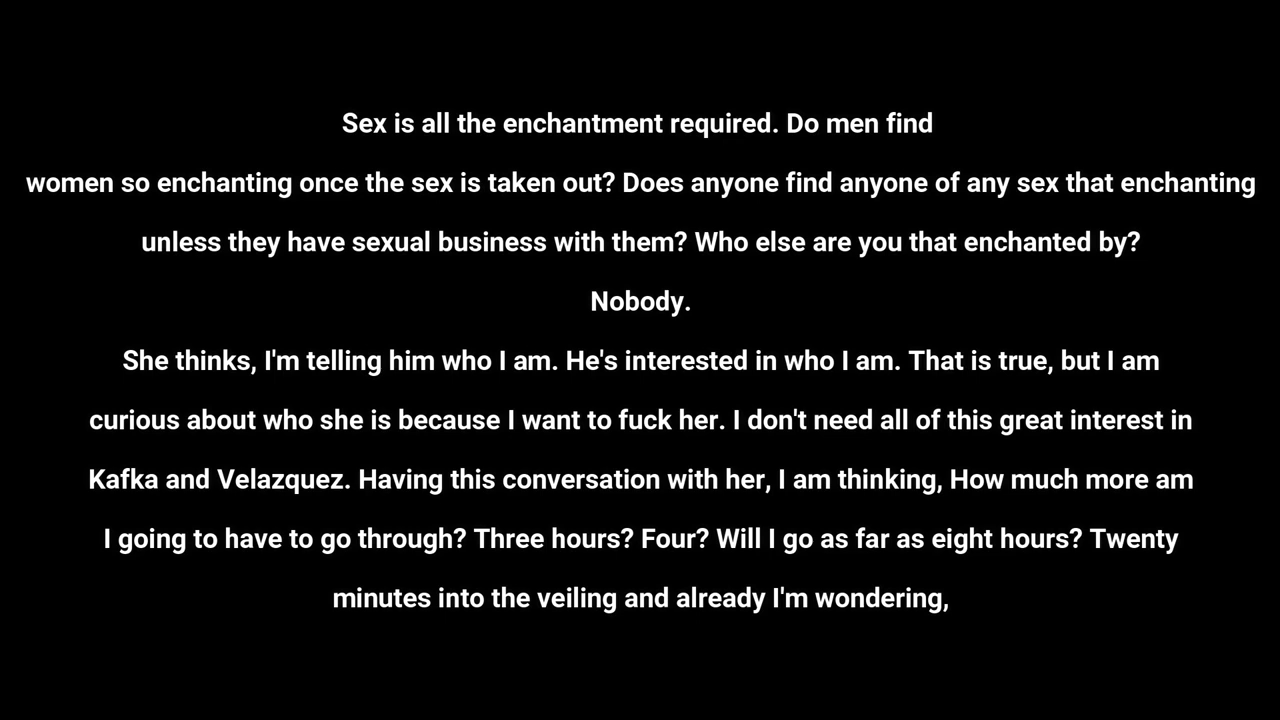 Sex is all the enchantment required. Do men find
women so enchanting once the sex is taken out? Does anyone find anyone of any sex that enchanting
unless they have sexual business with them? Who else are you that enchanted by?
Nobody.
She thinks, I'm telling him who I am. He's interested in who I am. That is true, but I am
curious about who she is because I want to fuck her. I don't need all of this great interest in
Kafka and Velazquez. Having this conversation with her, I am thinking, How much more am
I going to have to go through? Three hours? Four? Will I go as far as eight hours? Twenty
minutes into the veiling and already I'm wondering,